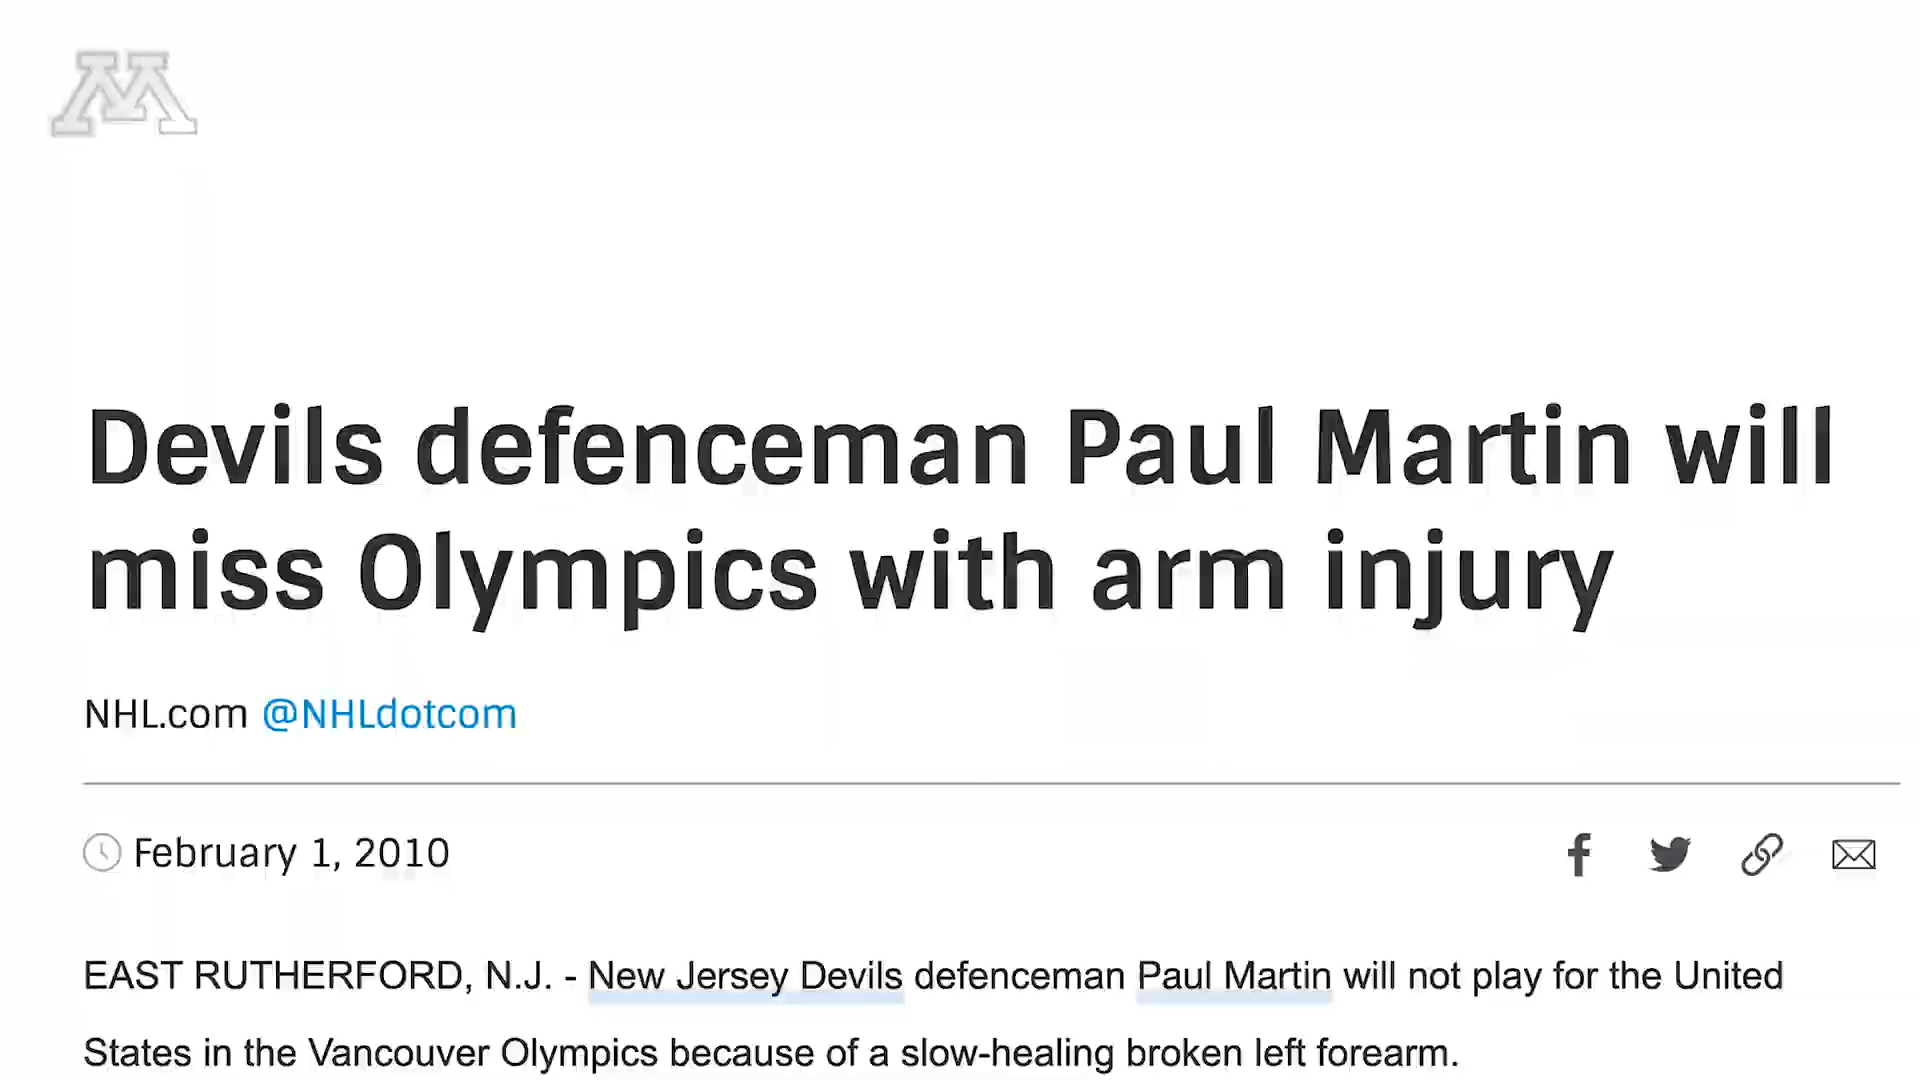 M
Devils defenceman Paul Martin will
miss Olympics with arm injury
NHL.com @NHLdotcom
February 1, 2010
EAST RUTHERFORD, N.J. - New Jersey Devils defenceman Paul Martin will not play for the United
States in the Vancouver Olympics because of a slow-healing broken left forearm.